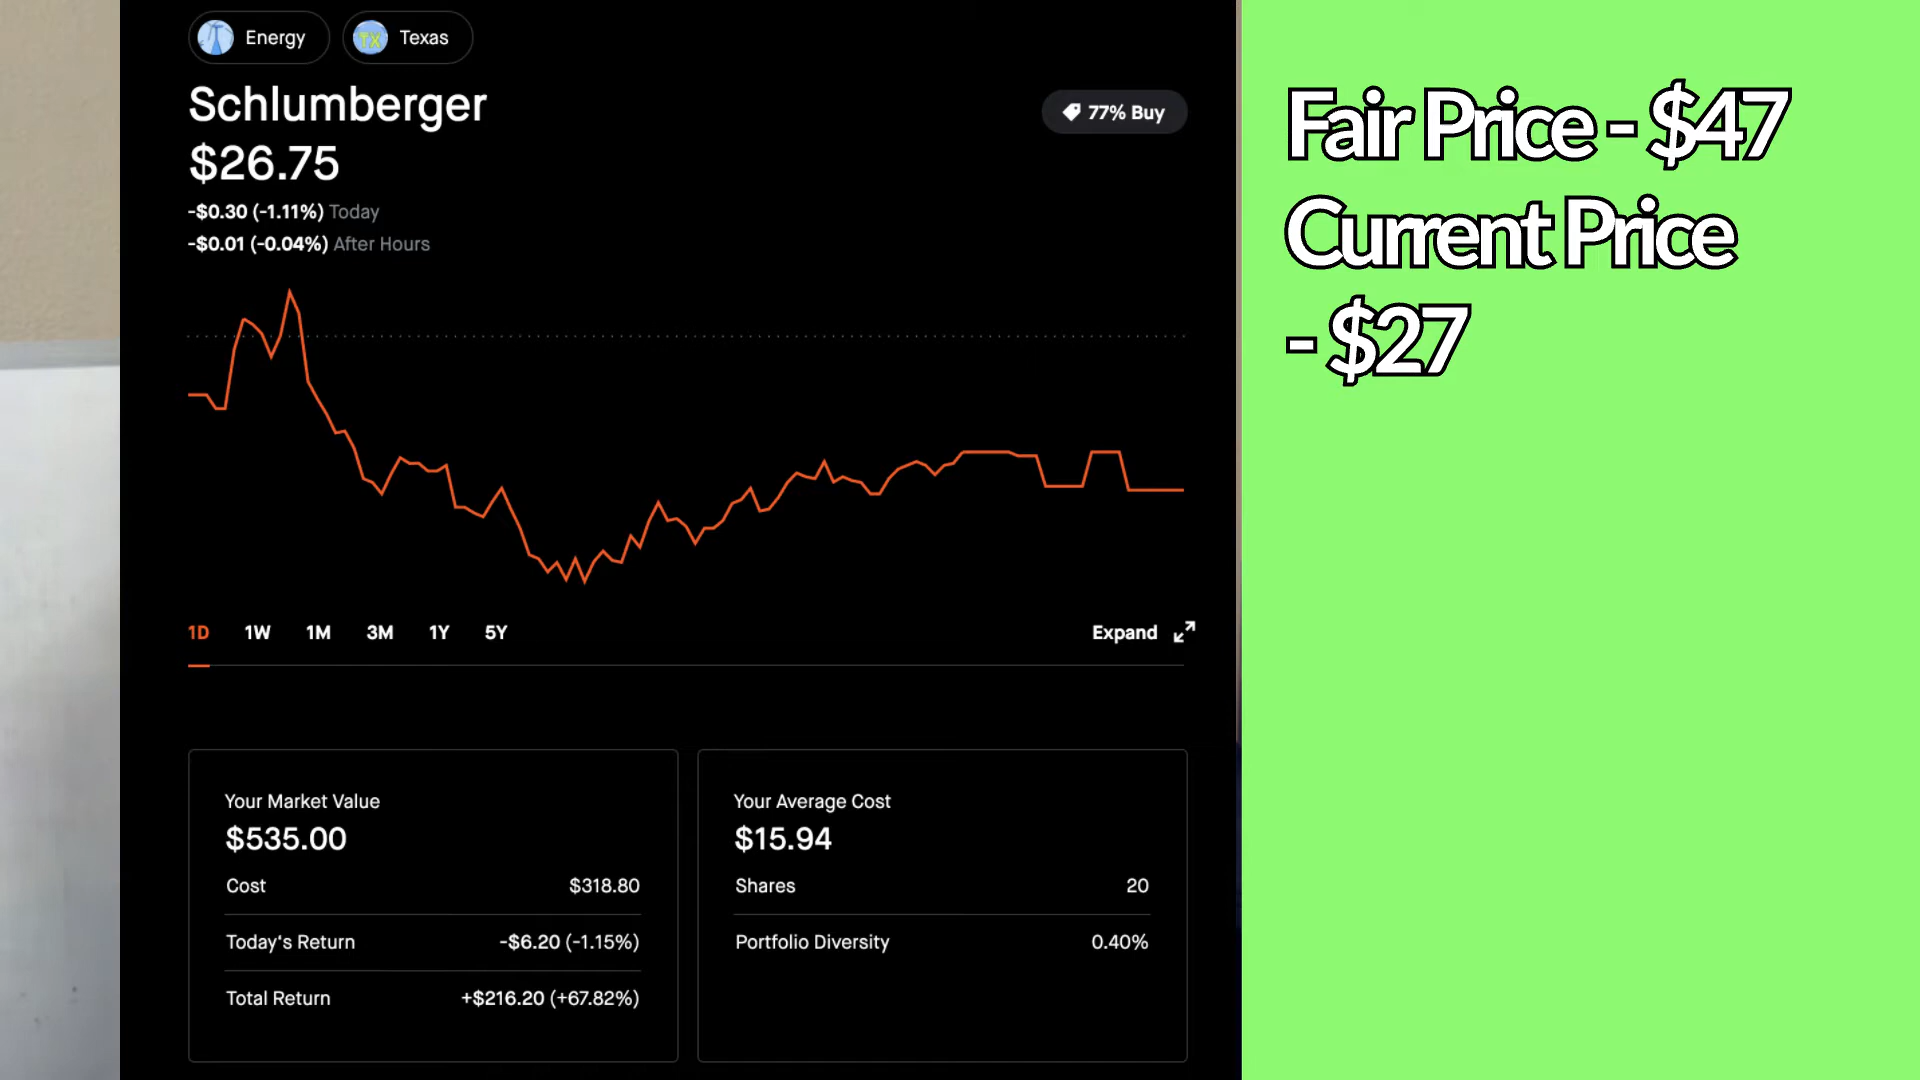 Energy
TX
Texas
Schlumberger
77% Buy
$26.75
-$0.30 (-1.11%) Today
-$0.01 (-0.04%) After Hours
1D 1W 1M 3M 1Y 5Y Expand
Your Market Value
$535.00
Cost $318.80
Today's Return -$6.20 (-1.15%)
Total Return +$216.20 (+67.82%)
Your Average Cost
$15.94
Shares 20
Portfolio Diversity 0.40%
Fair Price - $47
Current Price
- $27